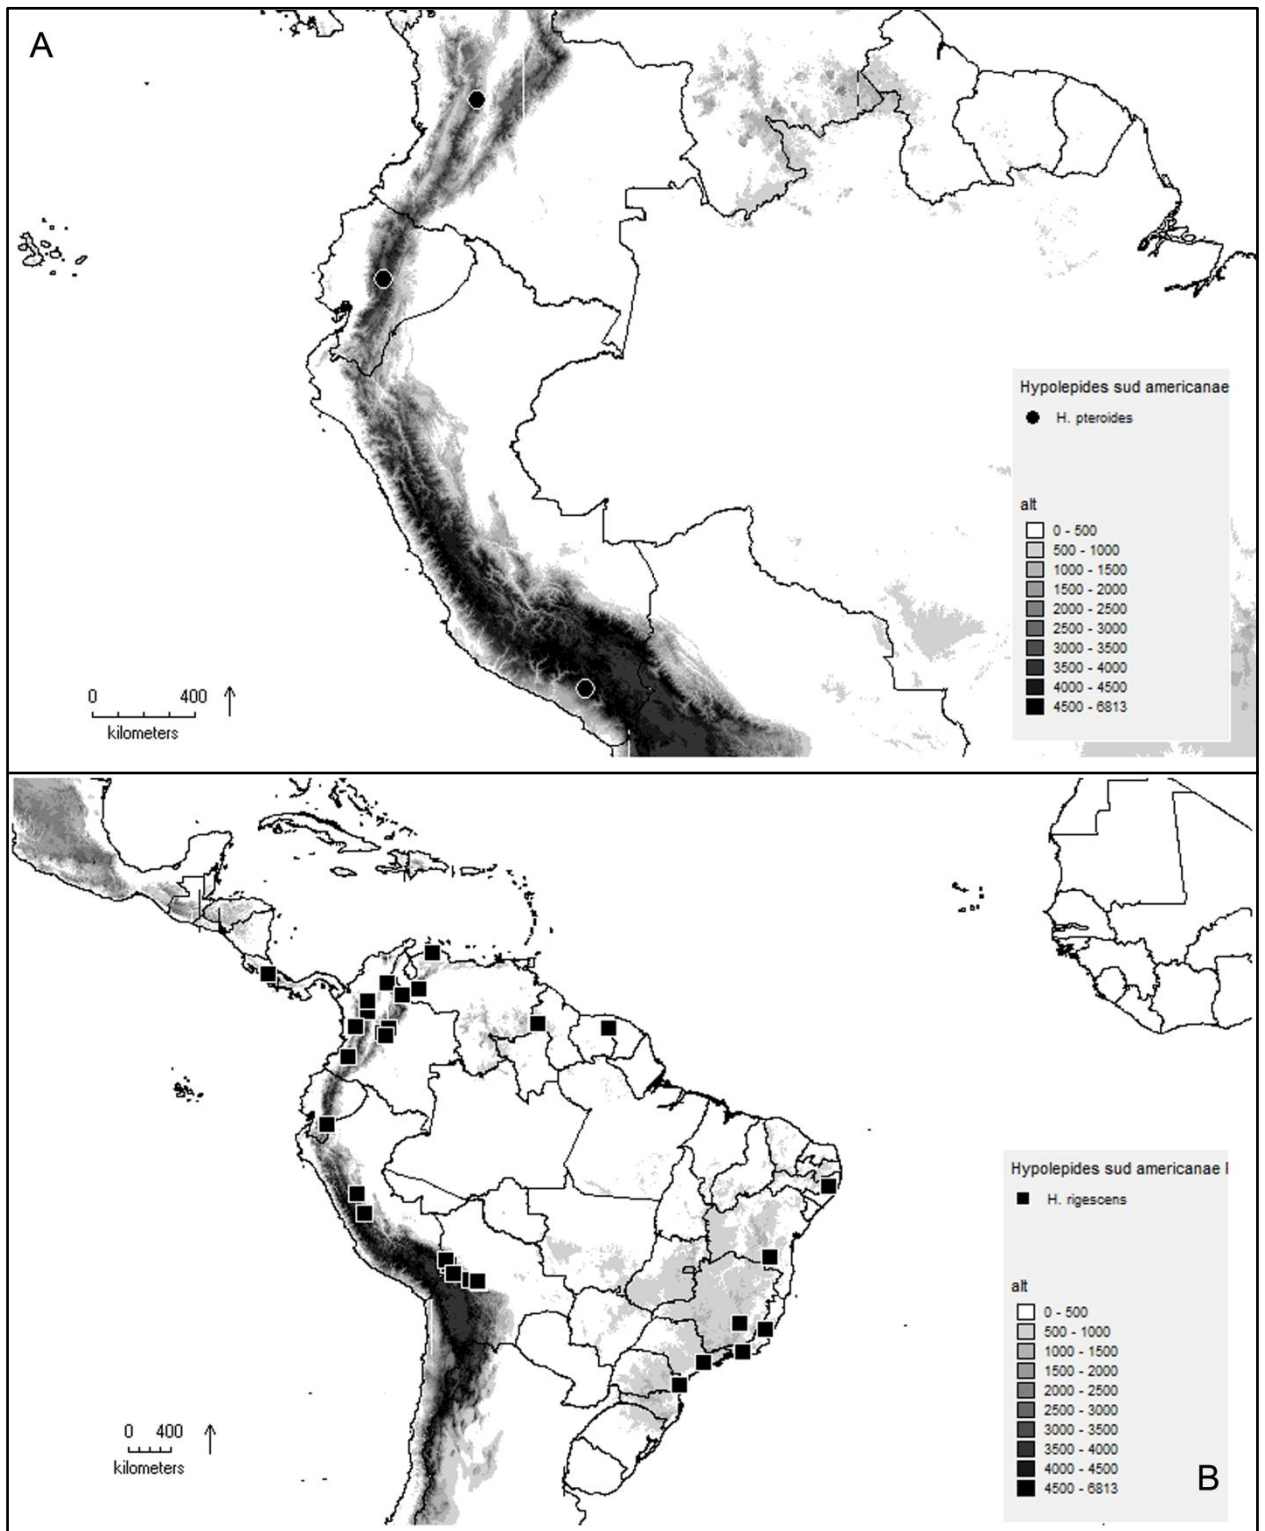 A
Hypolepides sud americanae
H. pteroides
alt
0 - 500
500 - 1000
1000 - 1500
1500 - 2000
2000 - 2500
2500 - 3000
3000 - 3500
3500 - 4000
4000 - 4500
4500 - 6813
0 400
kilometers
Hypolepides sud americanae
H. rigescens
alt
0 - 500
500 - 1000
1000 - 1500
1500 - 2000
2000 - 2500
2500 - 3000
3000 - 3500
3500 - 4000
4000 - 4500
4500 - 6813
0 400
kilometers
B